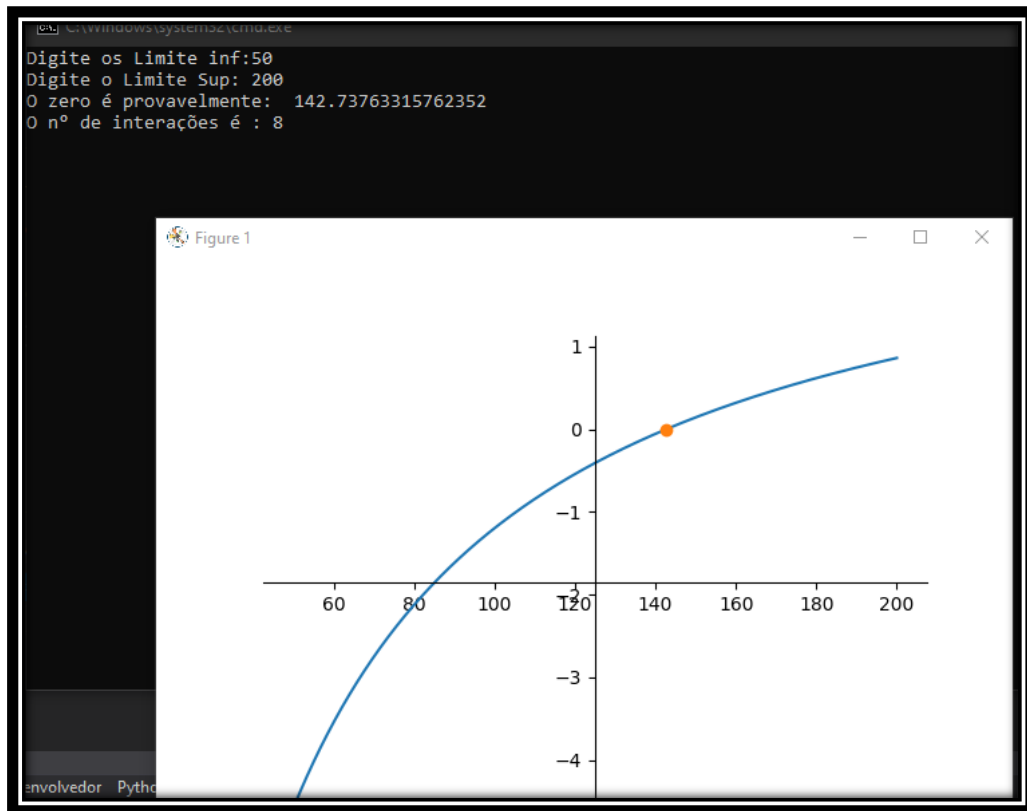 C:\Windows\system32\cmd.exe
Digite os Limite inf:50
Digite o Limite Sup: 200
O zero é provavelmente:  142.73763315762352
O nº de interações é : 8
Figure 1
1
0
−1
60 80 100 120 140 160 180 200
−2
−3
−4
envolvedor Pytho